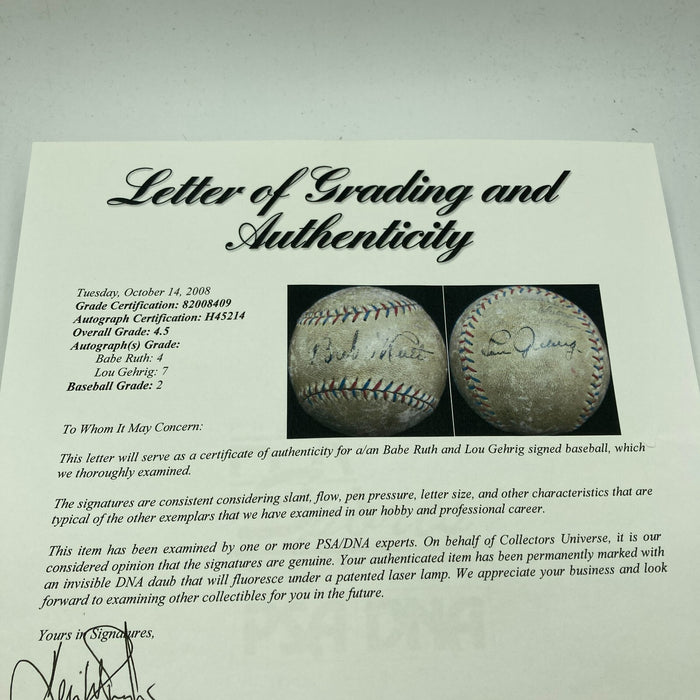 Letter of Grading and
Authenticity
Tuesday, October 14, 2008
Grade Certification: 82008409
Autograph Certification: H45214
Overall Grade: 4.5
Autograph(s) Grade:
Babe Ruth: 4
Lou Gehrig: 7
Baseball Grade: 2
Babe Ruth
Lou Gehrig
To Whom It May Concern:
This letter will serve as a certificate of authenticity for a/an Babe Ruth and Lou Gehrig signed baseball, which
we thoroughly examined.
The signatures are consistent considering slant, flow, pen pressure, letter size, and other characteristics that are
typical of the other exemplars that we have examined in our hobby and professional career.
This item has been examined by one or more PSA/DNA experts. On behalf of Collectors Universe, it is our
considered opinion that the signatures are genuine. Your authenticated item has been permanently marked with
an invisible DNA daub that will fluoresce under a patented laser lamp. We appreciate your business and look
forward to examining other collectibles for you in the future.
Yours in Signatures,